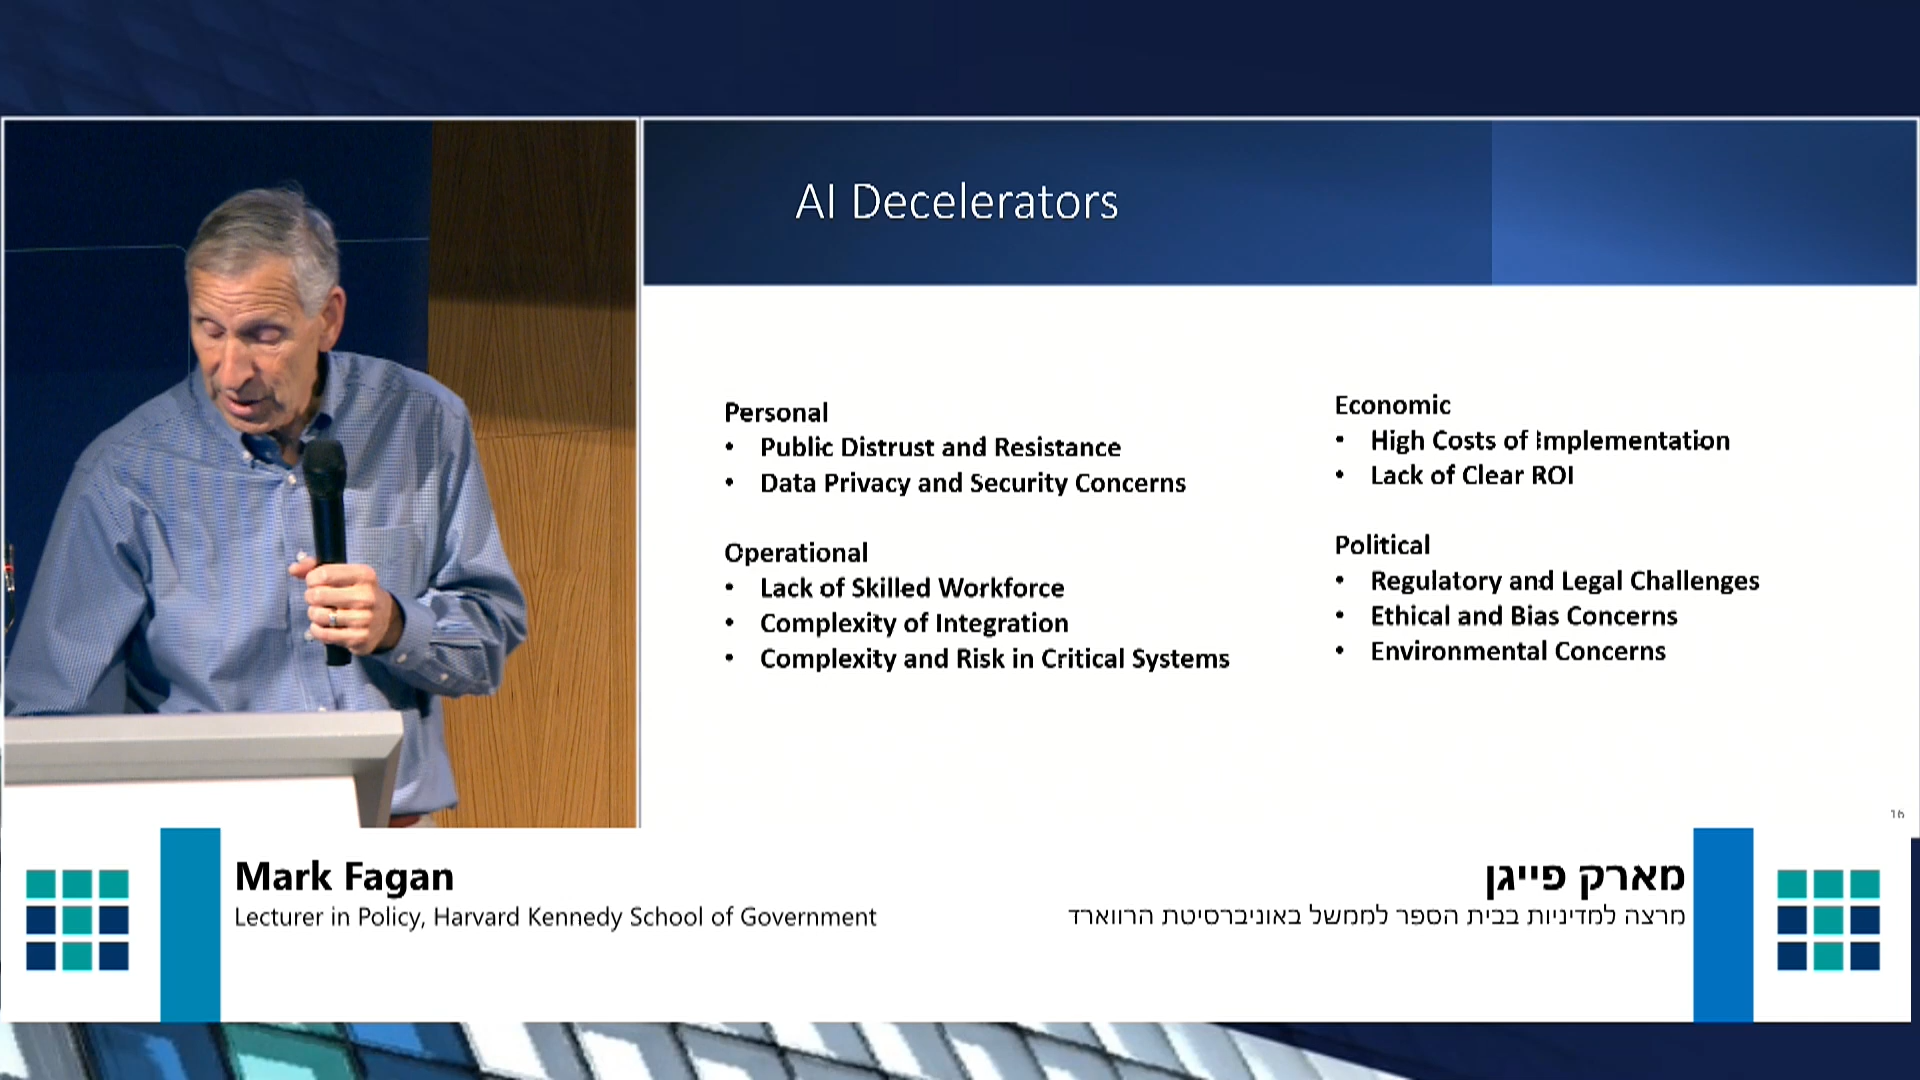 AI Decelerators
Personal
• Public Distrust and Resistance
• Data Privacy and Security Concerns
Operational
• Lack of Skilled Workforce
• Complexity of Integration
• Complexity and Risk in Critical Systems
Economic
• High Costs of Implementation
• Lack of Clear ROI
Political
• Regulatory and Legal Challenges
• Ethical and Bias Concerns
• Environmental Concerns
16
Mark Fagan
Lecturer in Policy, Harvard Kennedy School of Government
מארק פייגן
מרצה למדיניות בבית הספר לממשל באוניברסיטת הרווארד